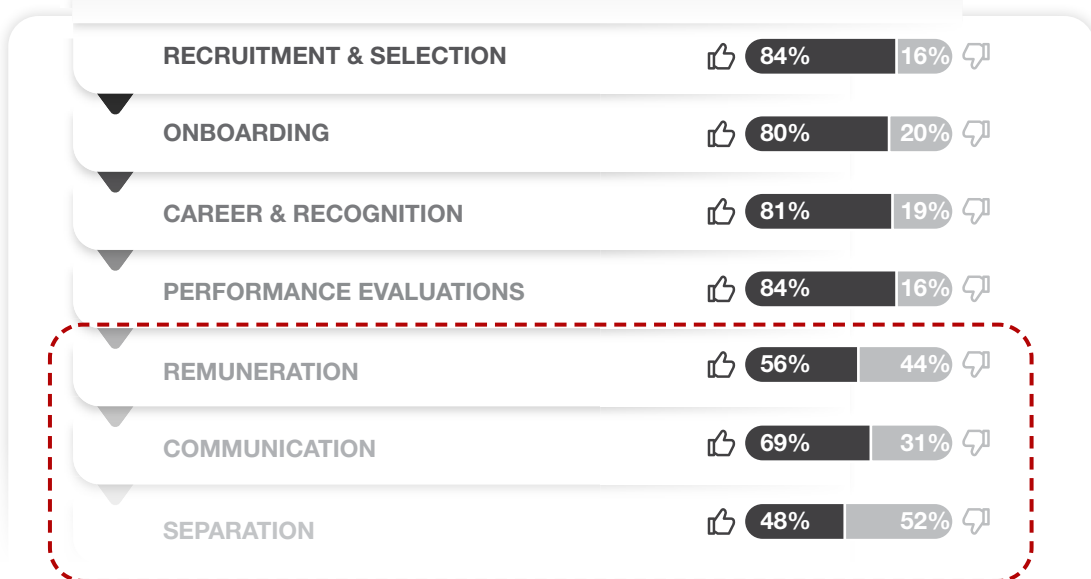 RECRUITMENT & SELECTION 84% 16%
ONBOARDING 80% 20%
CAREER & RECOGNITION 81% 19%
PERFORMANCE EVALUATIONS 84% 16%
REMUNERATION 56% 44%
COMMUNICATION 69% 31%
SEPARATION 48% 52%